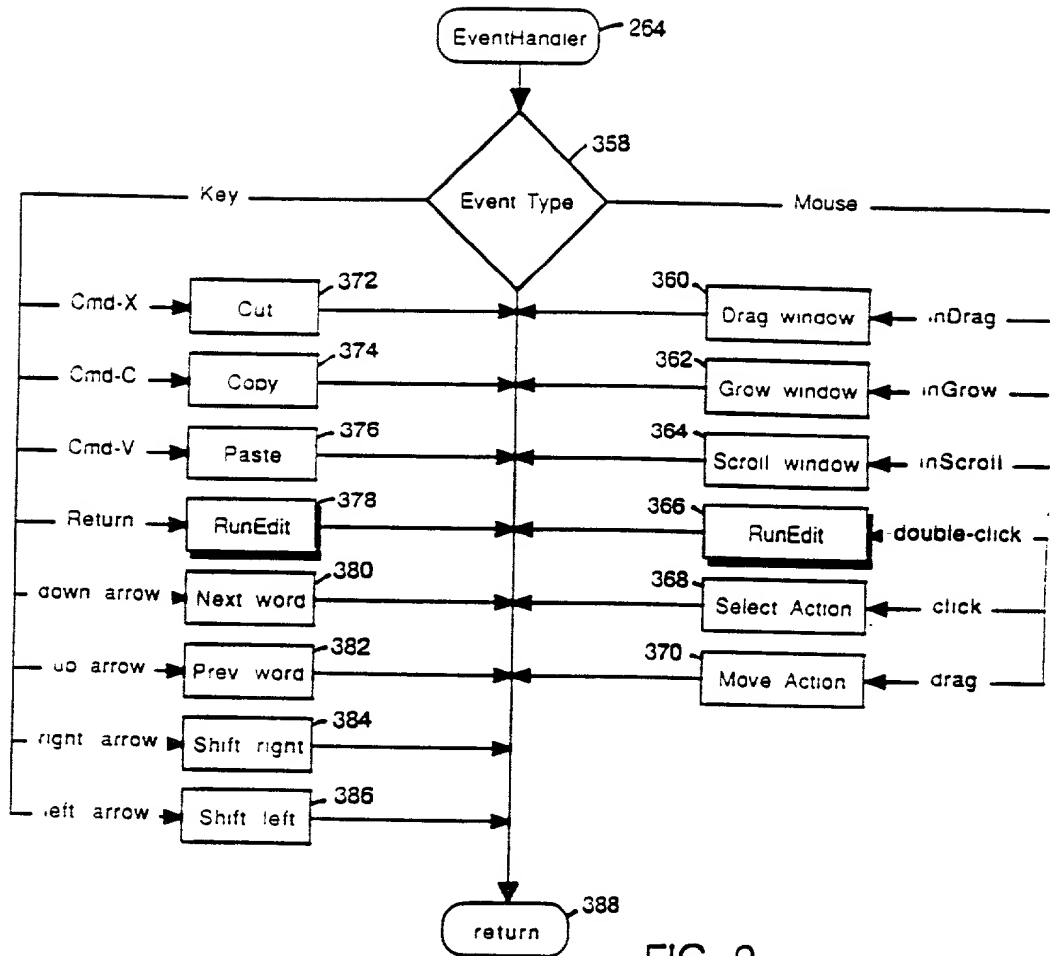 EventHandler 264
358
Event Type
Key
Mouse
Cmd-X Cut 372
360 Drag window inDrag
Cmd-C Copy 374
362 Grow window inGrow
Cmd-V Paste 376
364 Scroll window inScroll
Return RunEdit 378
366 RunEdit double-click
down arrow Next word 380
368 Select Action click
up arrow Prev word 382
370 Move Action drag
right arrow Shift right 384
left arrow Shift left 386
return 388
FIG